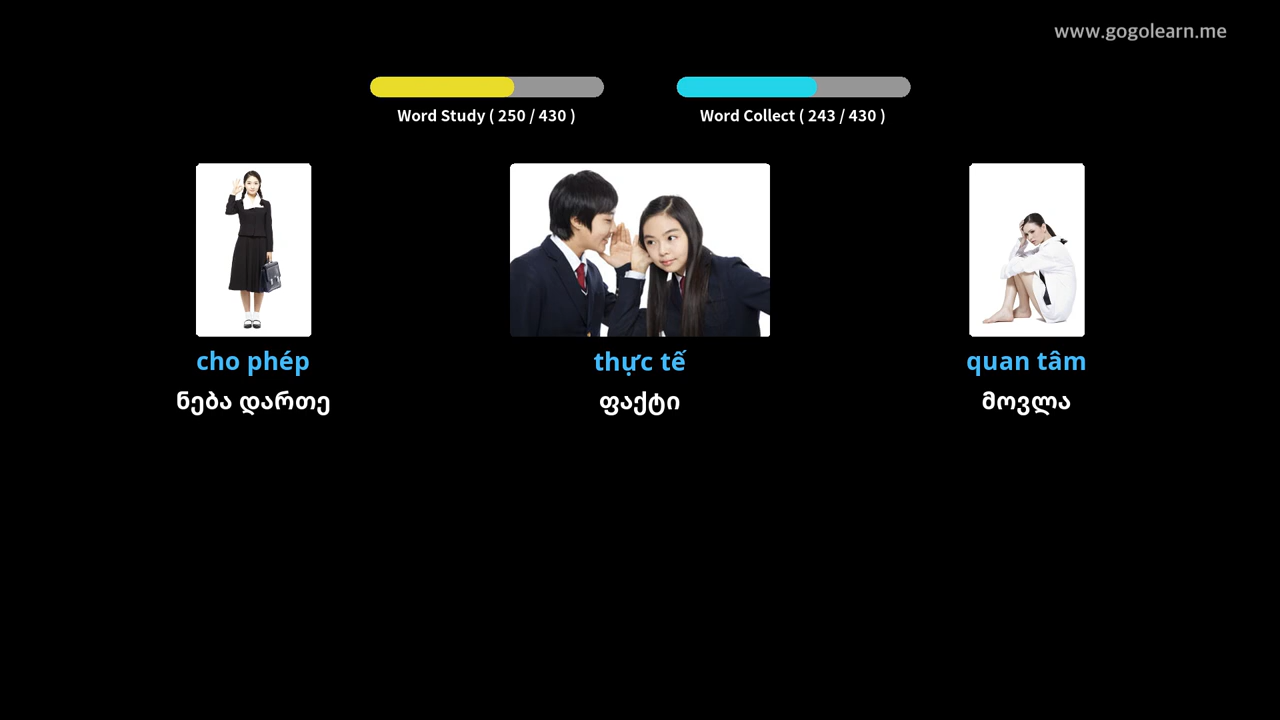 www.gogolearn.me
Word Study ( 250 / 430 )
Word Collect ( 243 / 430 )
cho phép
thực tế
quan tâm
ნება დართე
ფაქტი
მოვლა